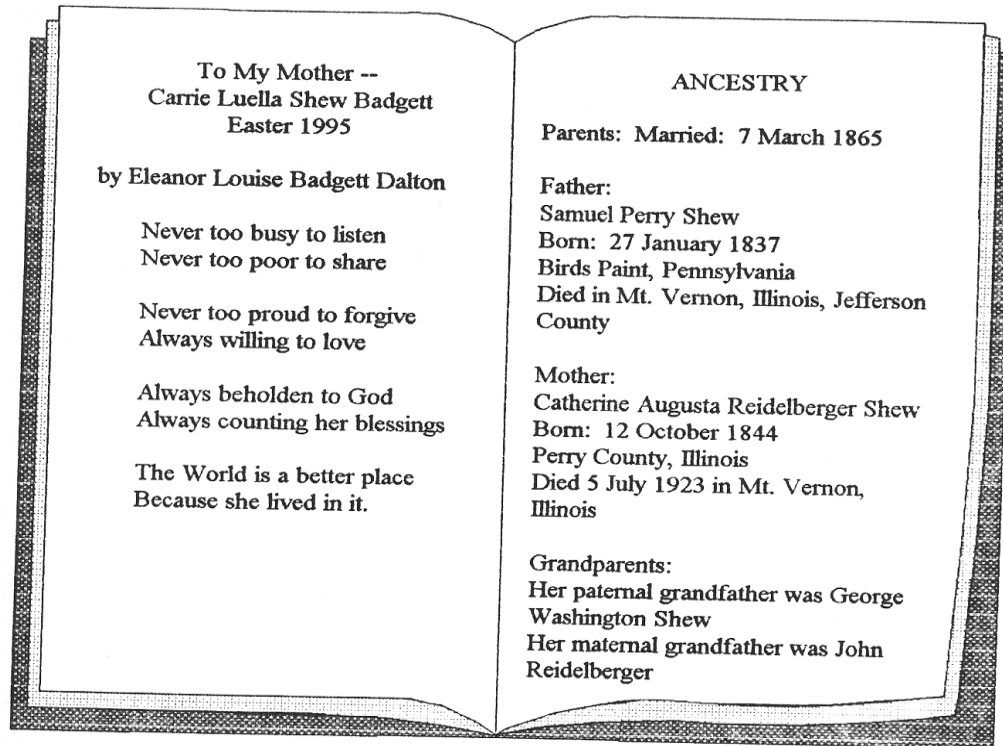 To My Mother --
Carrie Luella Shew Badgett
Easter 1995
by Eleanor Louise Badgett Dalton
Never too busy to listen
Never too poor to share
Never too proud to forgive
Always willing to love
Always beholden to God
Always counting her blessings
The World is a better place
Because she lived in it.
ANCESTRY
Parents: Married: 7 March 1865
Father:
Samuel Perry Shew
Born: 27 January 1837
Birds Paint, Pennsylvania
Died in Mt. Vernon, Illinois, Jefferson
County
Mother:
Catherine Augusta Reidelberger Shew
Born: 12 October 1844
Perry County, Illinois
Died 5 July 1923 in Mt. Vernon,
Illinois
Grandparents:
Her paternal grandfather was George
Washington Shew
Her maternal grandfather was John
Reidelberger